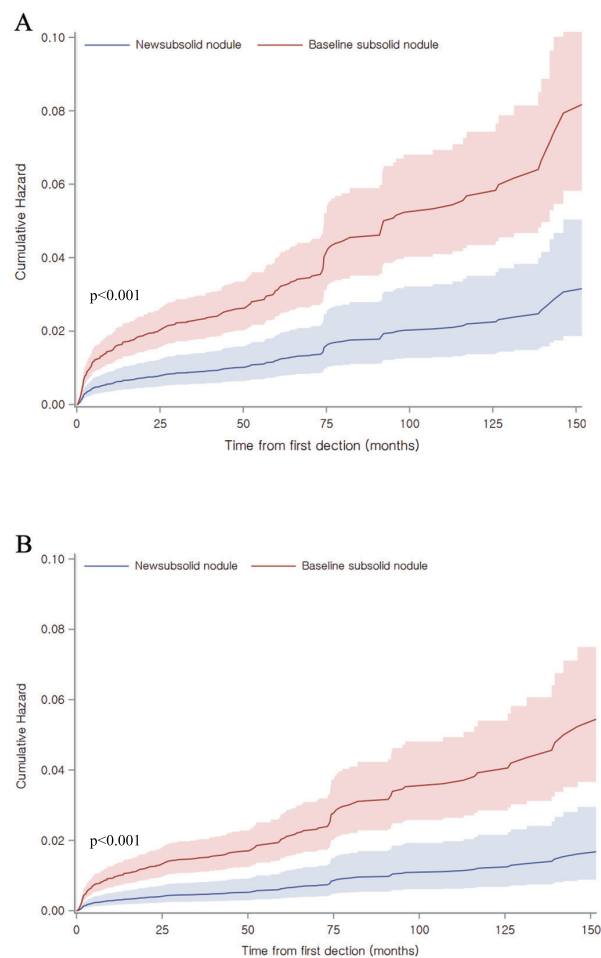 A
0.10
Newsubsolid nodule
Baseline subsolid nodule
0.08
0.06
Cumulative Hazard
0.04
p<0.001
0.02
0.00
0
25
50
75
100
125
150
Time from first dection (months)
B
0.10
Newsubsolid nodule
Baseline subsolid nodule
0.08
0.06
Cumulative Hazard
0.04
p<0.001
0.02
0.00
0
25
50
75
100
125
150
Time from first dection (months)